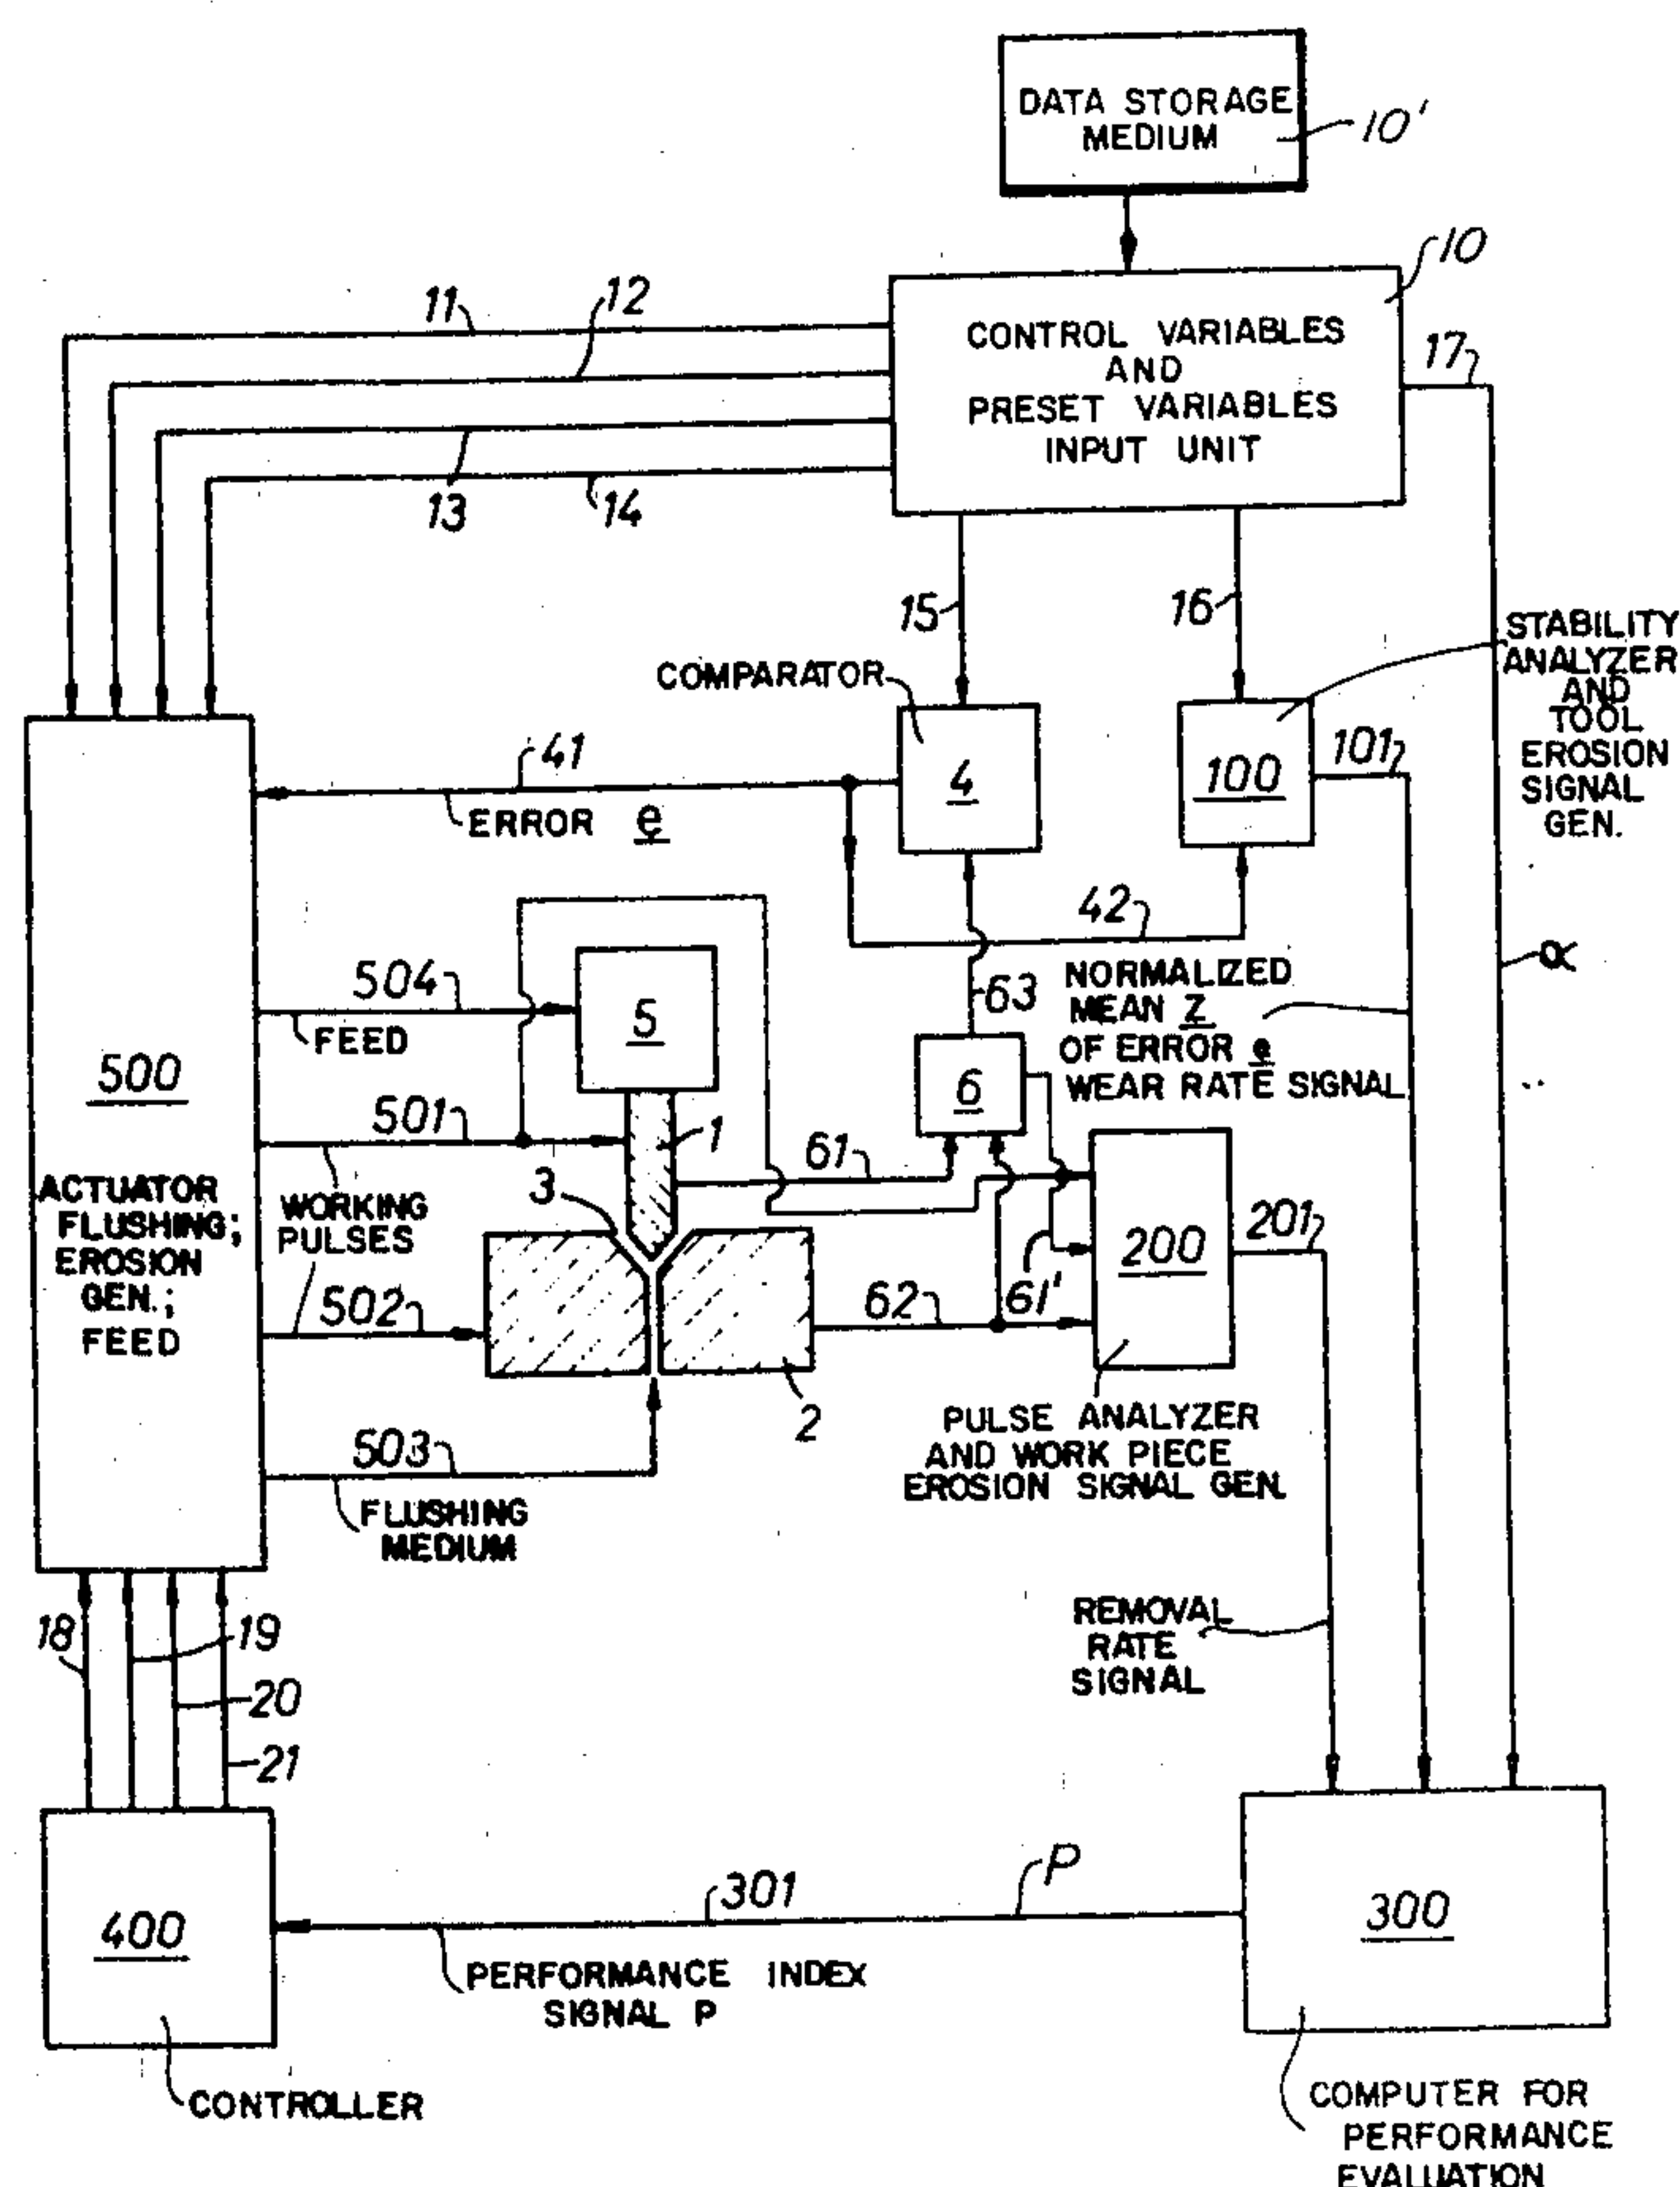 DATA STORAGE
MEDIUM
10'
10
CONTROL VARIABLES
AND
PRESET VARIABLES
INPUT UNIT
11
12
13
14
17
15
16
STABILITY
ANALYZER
AND
TOOL
EROSION
SIGNAL
GEN.
COMPARATOR
4
100
101
41
ERROR e
42
α
504
FEED
5
63
NORMALIZED
MEAN Z
OF ERROR e
WEAR RATE SIGNAL
6
500
ACTUATOR
FLUSHING;
EROSION
GEN.;
FEED
501
1
61
3
WORKING
PULSES
502
62
61'
200
201
2
503
FLUSHING
MEDIUM
PULSE ANALYZER
AND WORK PIECE
EROSION SIGNAL GEN.
REMOVAL
RATE
SIGNAL
18
19
20
21
400
301
P
300
PERFORMANCE INDEX
SIGNAL P
CONTROLLER
COMPUTER FOR
PERFORMANCE
EVALUATION